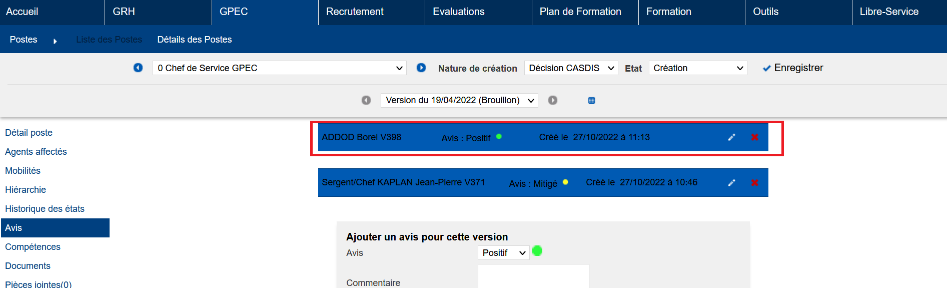 Accueil GRH GPEC Recrutement Evaluations Plan de Formation Formation Outils Libre-Service
Postes Liste des Postes Détails des Postes
0 Chef de Service GPEC Nature de création Décision CASDIS Etat Création Enregistrer
Version du 19/04/2022 (Brouillon)
Détail poste
Agents affectés
Mobilités
Hiérarchie
Historique des états
Avis
Compétences
Documents
Pièces jointes(0)
ADDOD Borel V398 Avis : Positif Créé le 27/10/2022 à 11:13
Sergent/Chef KAPLAN Jean-Pierre V371 Avis : Mitigé Créé le 27/10/2022 à 10:46
Ajouter un avis pour cette version
Avis Positif
Commentaire